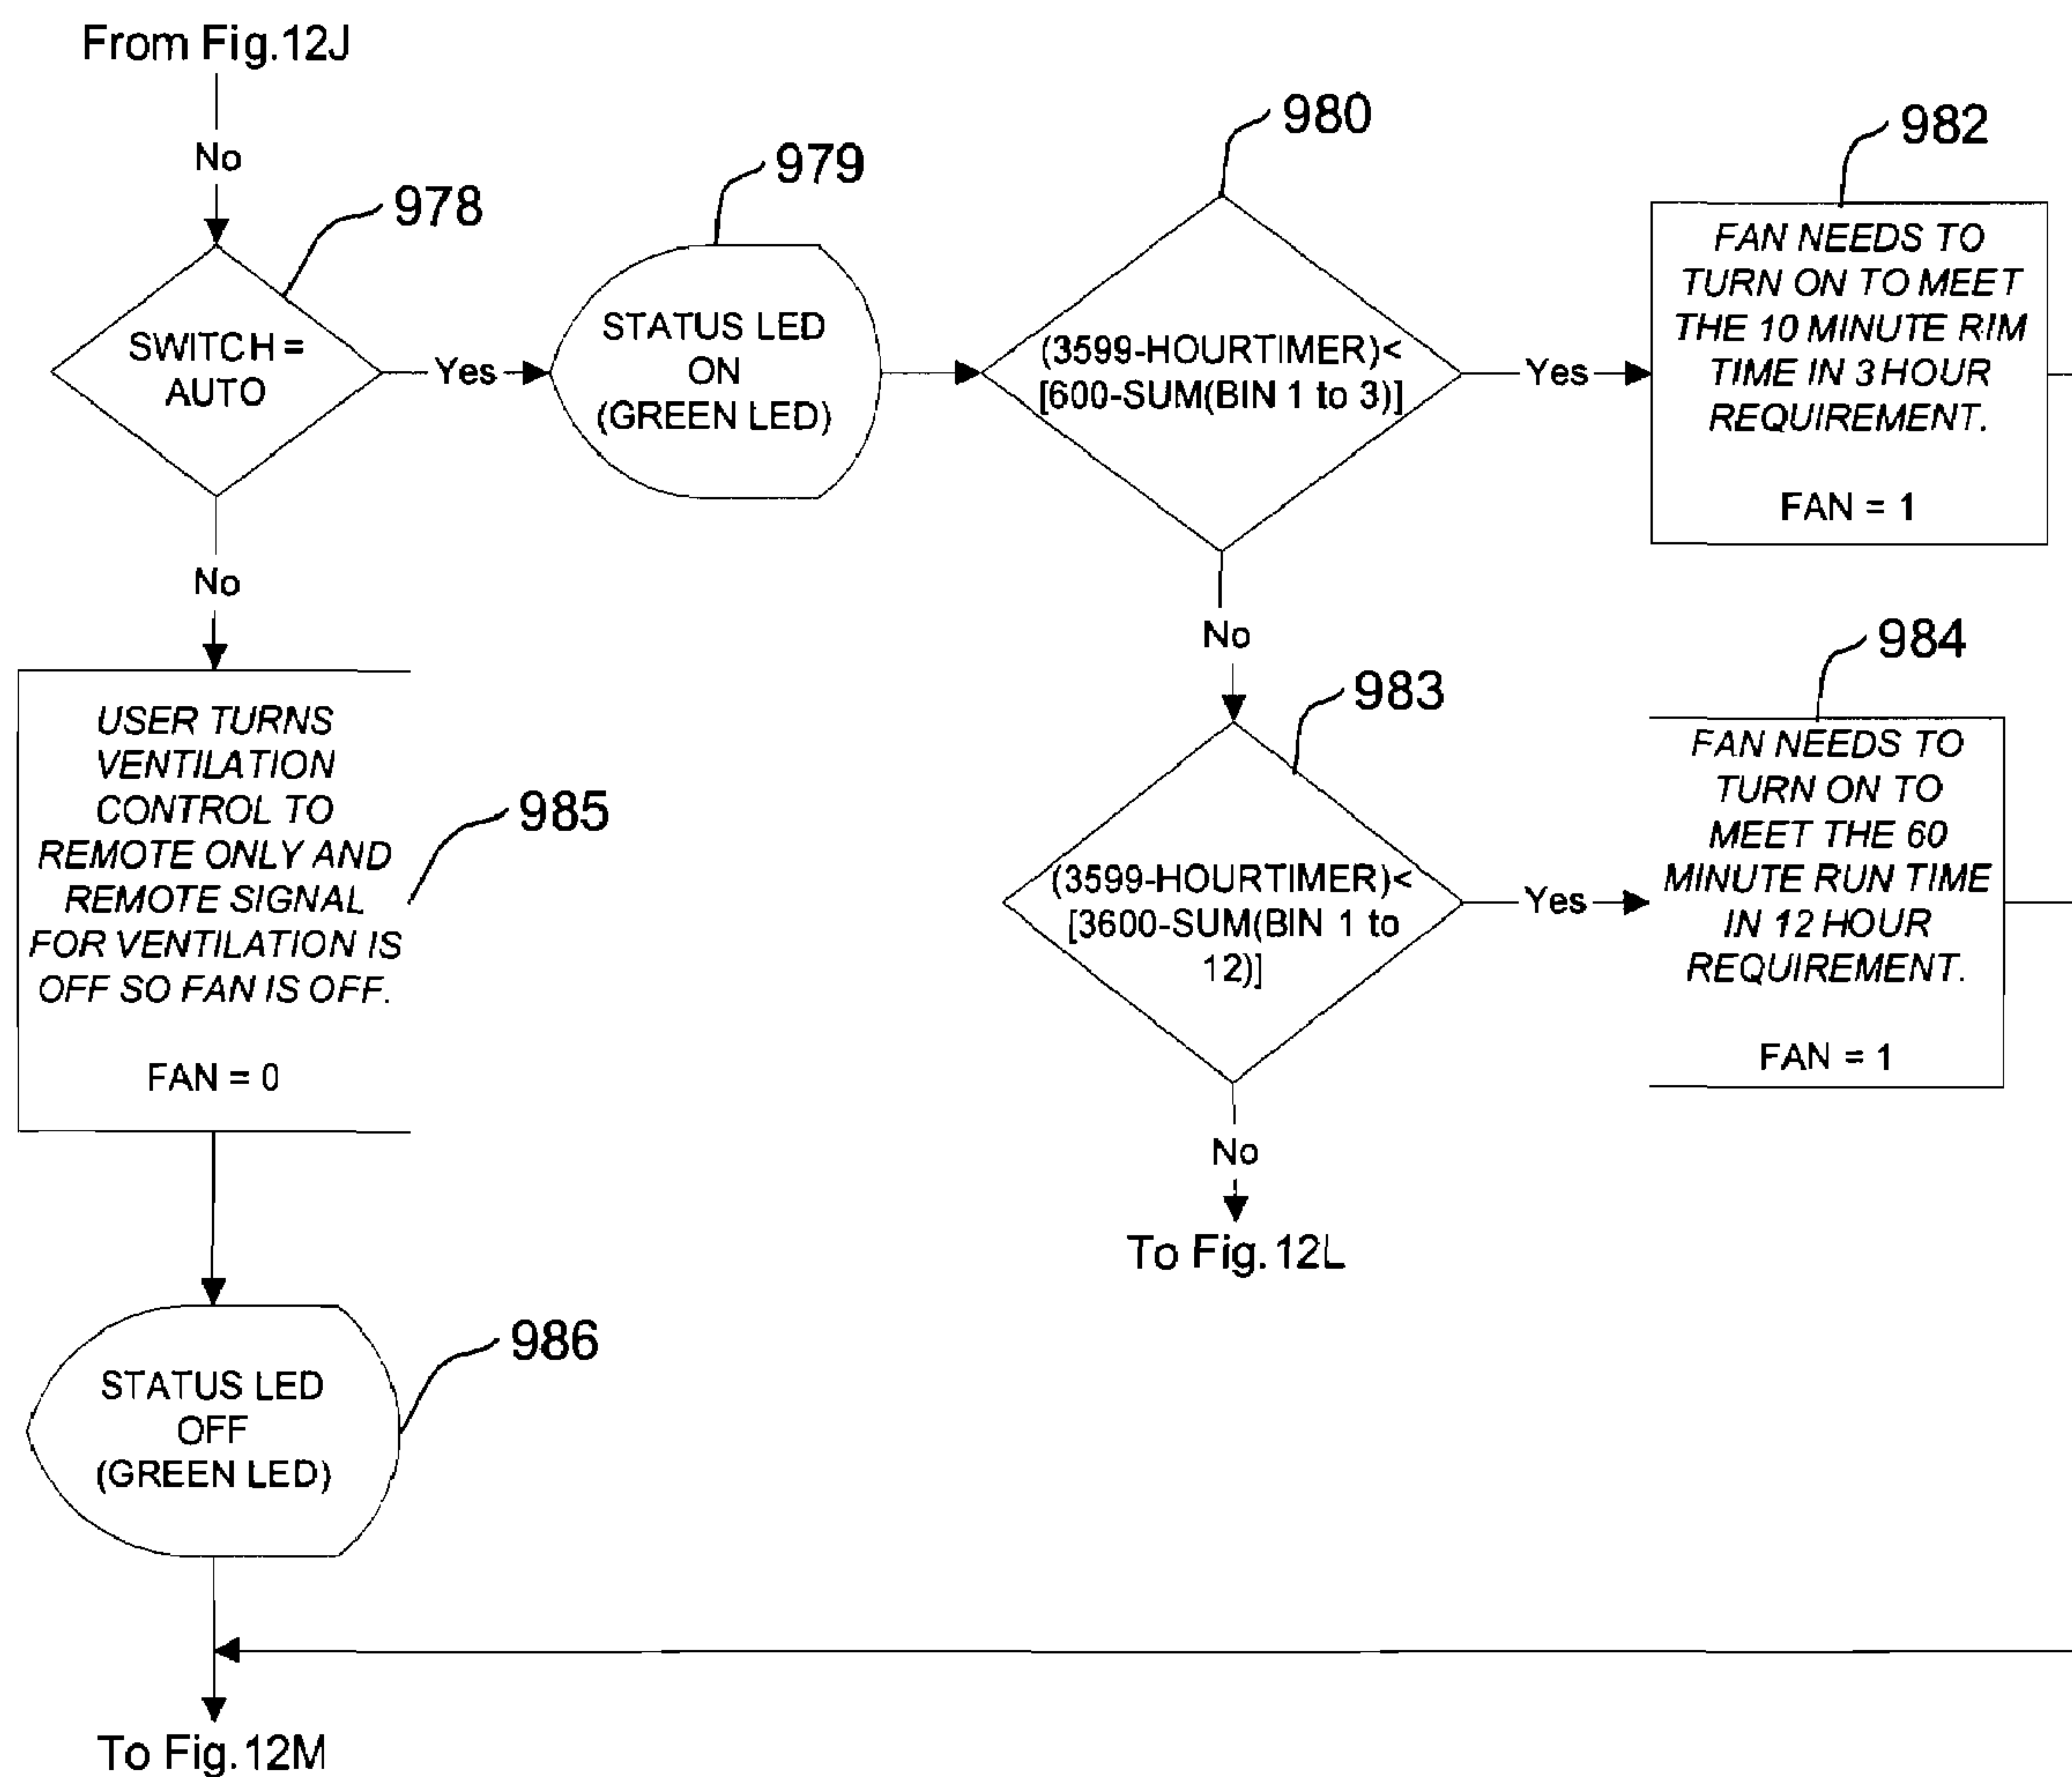 From Fig.12J
No
978
SWITCH =
AUTO
Yes
979
STATUS LED
ON
(GREEN LED)
980
(3599-HOURTIMER)<
[600-SUM(BIN 1 to 3)]
Yes
982
FAN NEEDS TO
TURN ON TO MEET
THE 10 MINUTE RIM
TIME IN 3 HOUR
REQUIREMENT.
FAN = 1
No
No
983
(3599-HOURTIMER)<
[3600-SUM(BIN 1 to
12)]
Yes
984
FAN NEEDS TO
TURN ON TO
MEET THE 60
MINUTE RUN TIME
IN 12 HOUR
REQUIREMENT.
FAN = 1
No
To Fig.12L
USER TURNS
VENTILATION
CONTROL TO
REMOTE ONLY AND
REMOTE SIGNAL
FOR VENTILATION IS
OFF SO FAN IS OFF.
FAN = 0
985
STATUS LED
OFF
(GREEN LED)
986
To Fig.12M